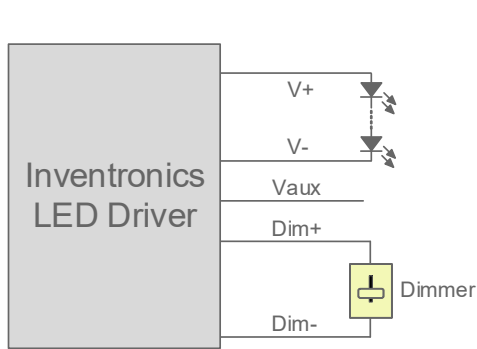 V+
V-
Inventronics
LED Driver
Vaux
Dim+
Dimmer
Dim-